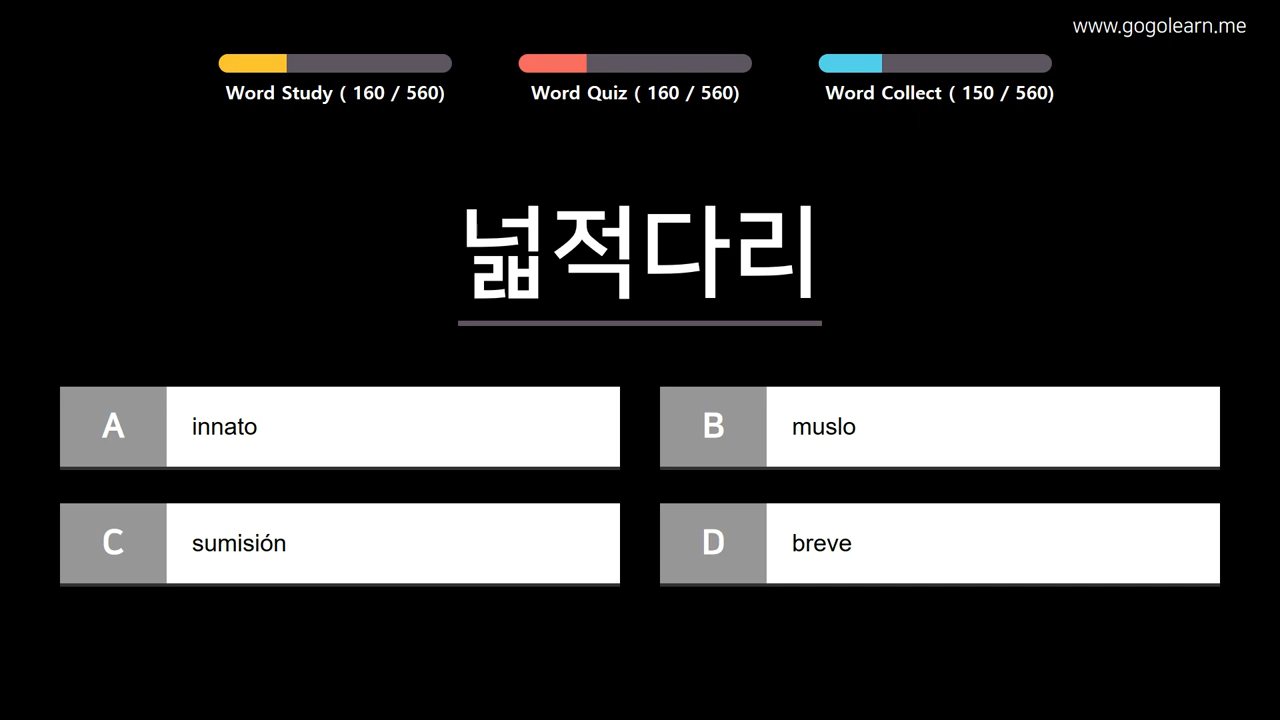 www.gogolearn.me
Word Study ( 160 / 560)
Word Quiz ( 160 / 560)
Word Collect ( 150 / 560)
넓적다리
A innato
B muslo
C sumisión
D breve